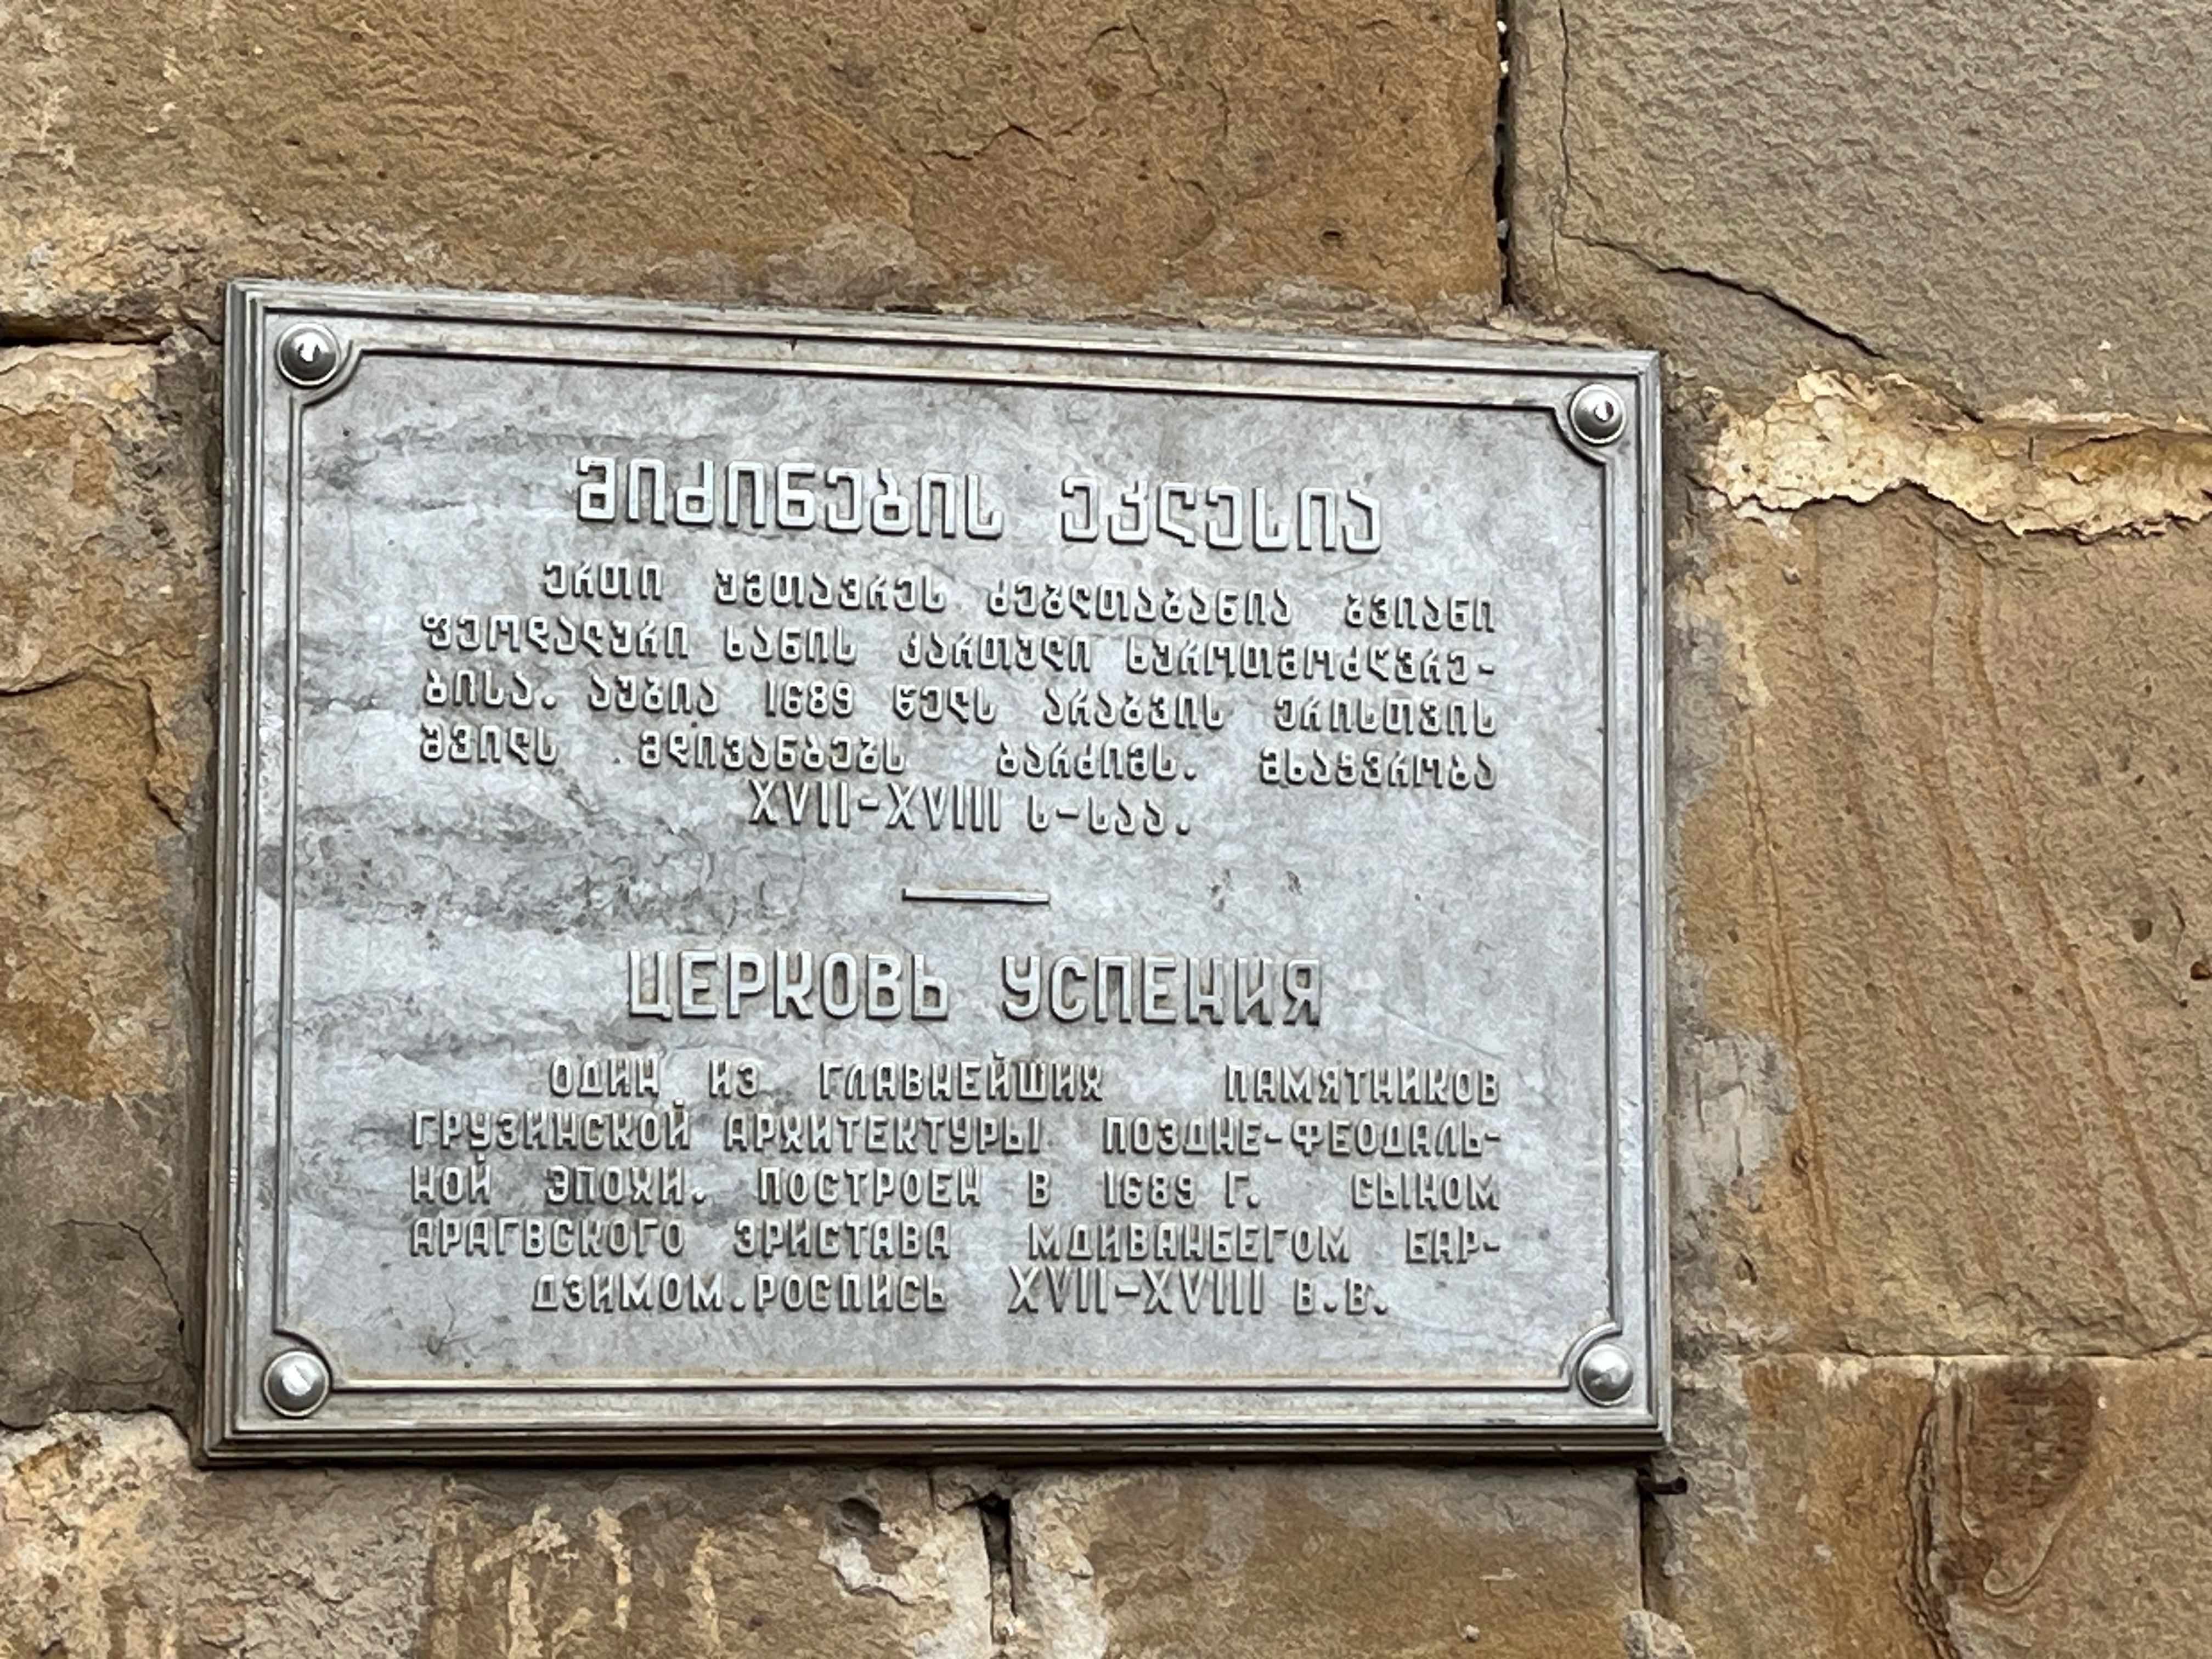 მიძინების ეკლესია
ერთი უმთავრეს ძეგლთაგანია გვიანი
ფეოდალური ხანის ქართული ხუროთმოძღვრე-
ბისა. აუგია 1689 წელს არაგვის ერისთვის
შვილს მდივანბეგს ბარძიმს. მხატვრობა
XVII-XVIII ს-საა.
ЦЕРКОВЬ УСПЕНИЯ
ОДИН ИЗ ГЛАВНЕЙШИХ ПАМЯТНИКОВ
ГРУЗИНСКОЙ АРХИТЕКТУРЫ ПОЗДНЕ-ФЕОДАЛЬ-
НОЙ ЭПОХИ. ПОСТРОЕН В 1689 Г. СЫНОМ
АРАГВСКОГО ЭРИСТАВА МДИВАНБЕГОМ БАР-
ДЗИМОМ. РОСПИСЬ XVII-XVIII В.В.